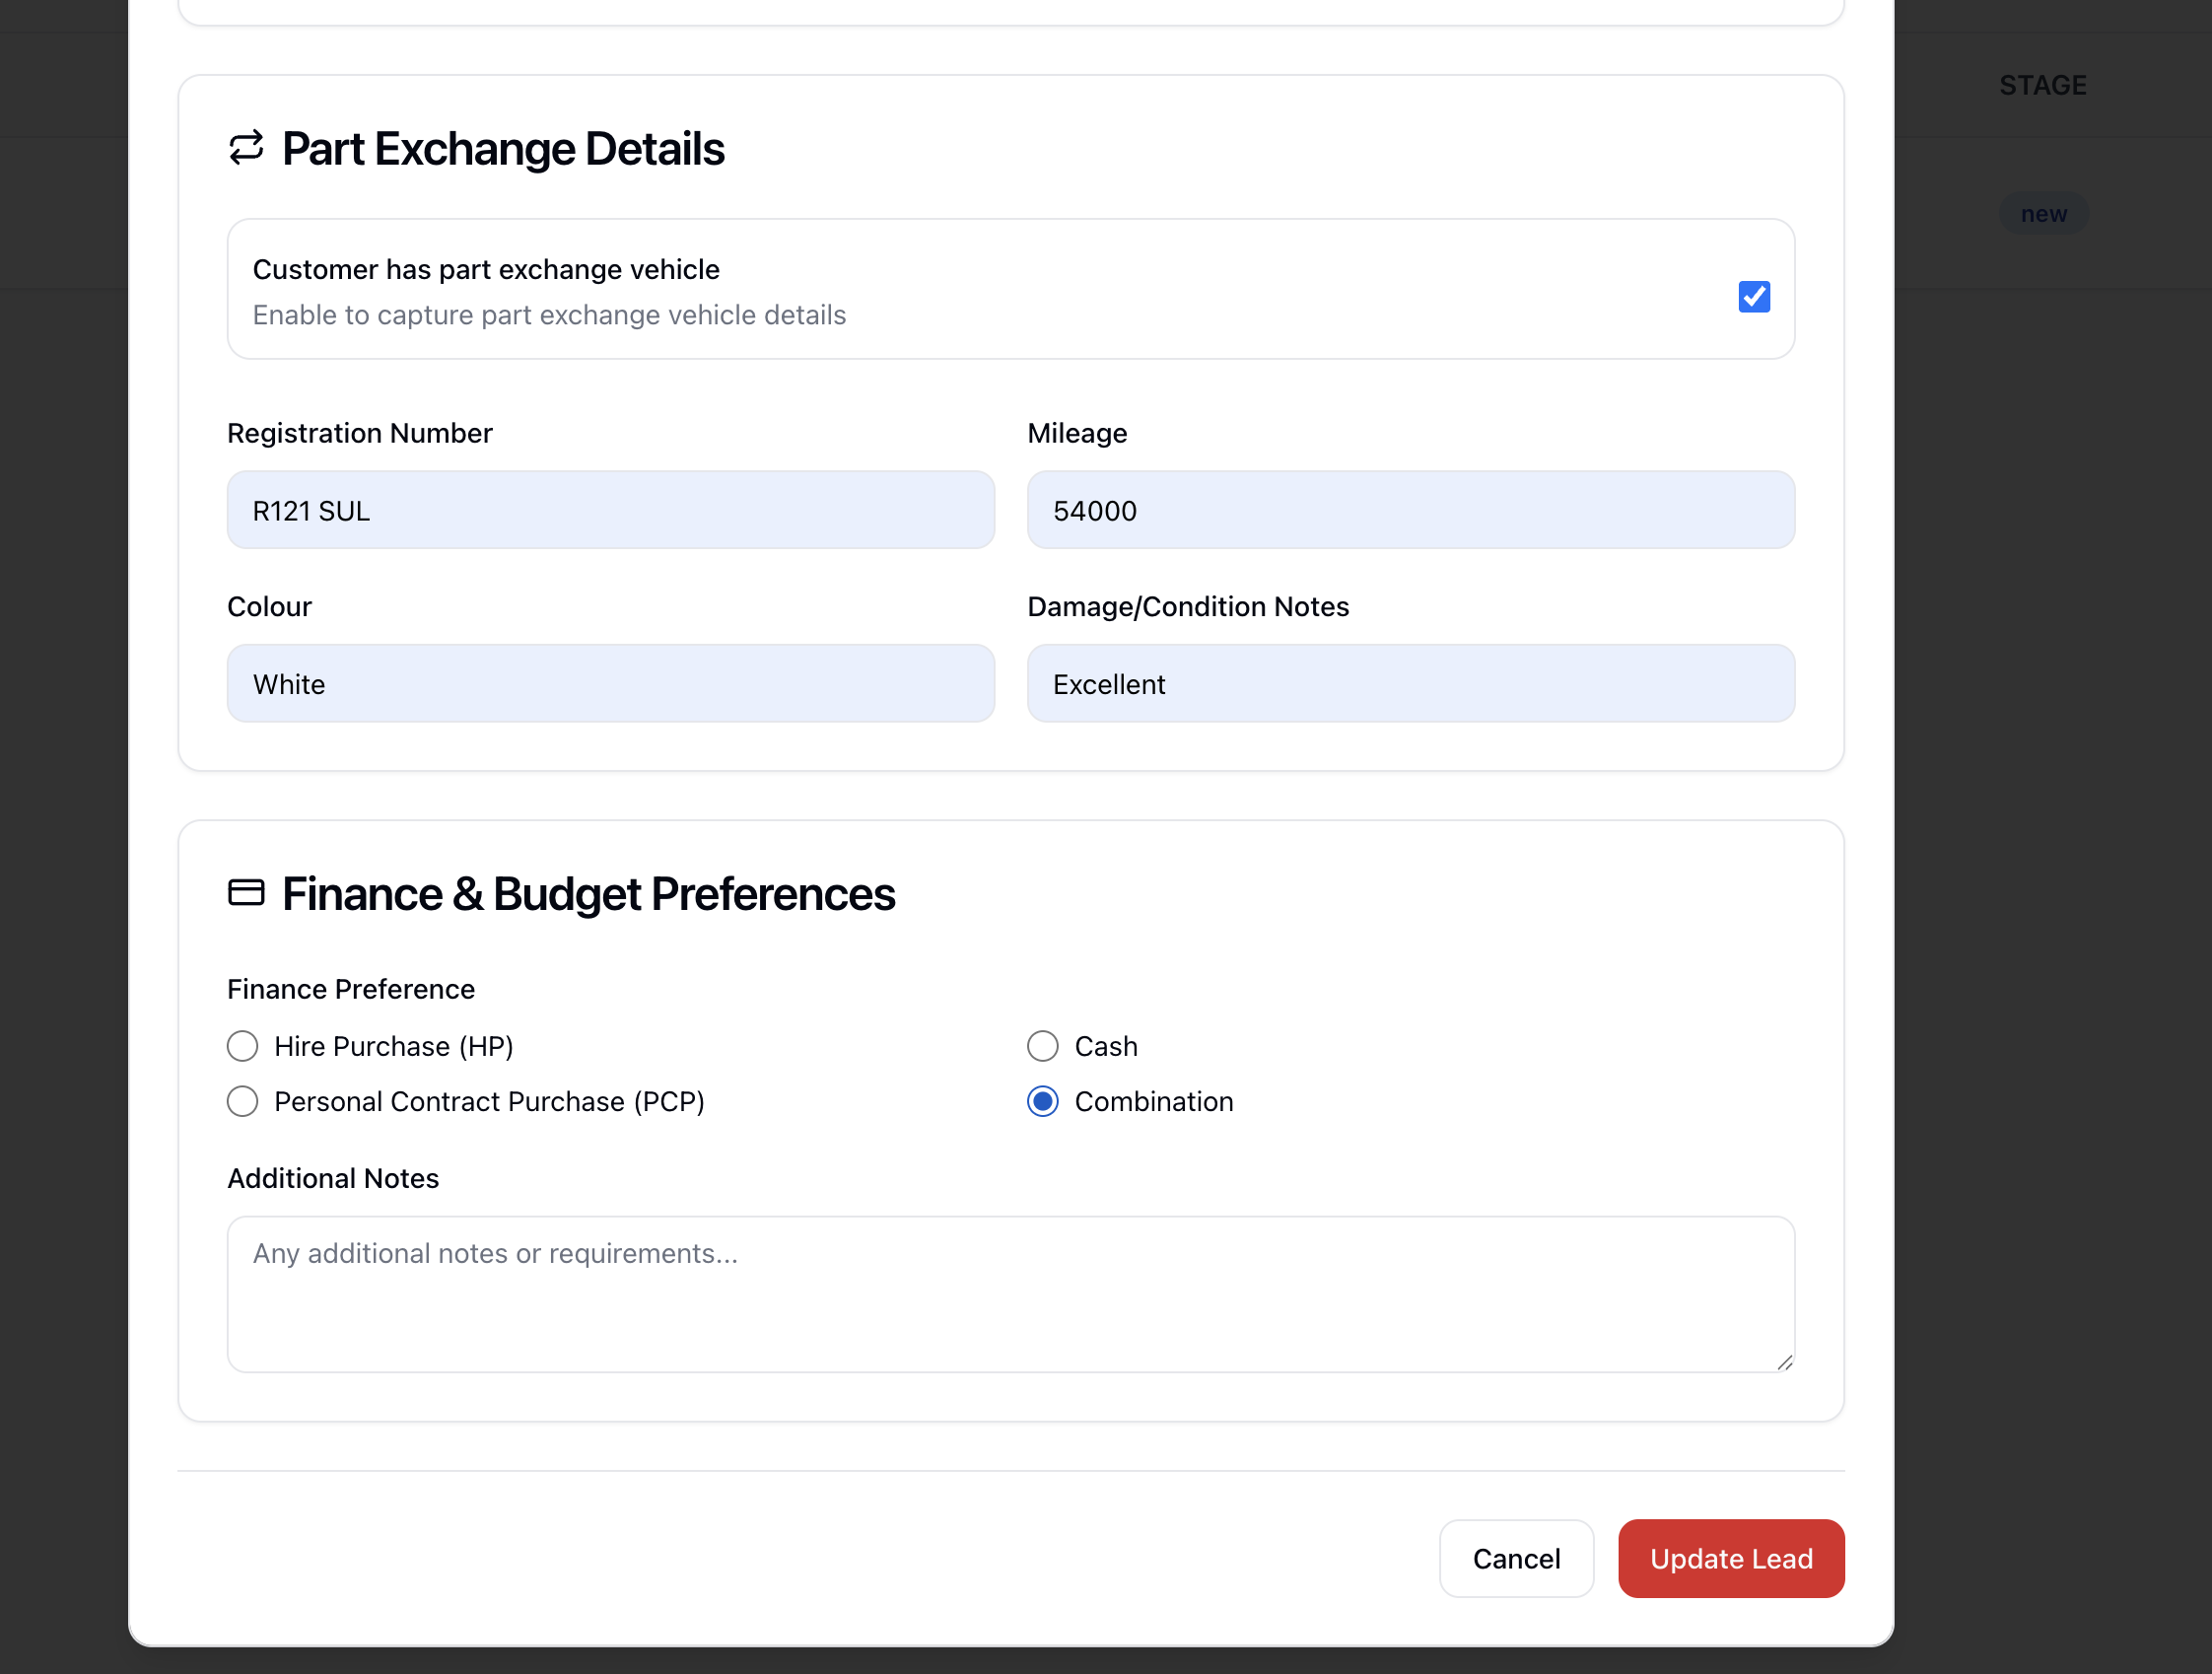 STAGE
new
Part Exchange Details
Customer has part exchange vehicle
Enable to capture part exchange vehicle details
Registration Number
Mileage
R121 SUL
54000
Colour
Damage/Condition Notes
White
Excellent
Finance & Budget Preferences
Finance Preference
Hire Purchase (HP)
Cash
Personal Contract Purchase (PCP)
Combination
Additional Notes
Any additional notes or requirements...
Cancel
Update Lead